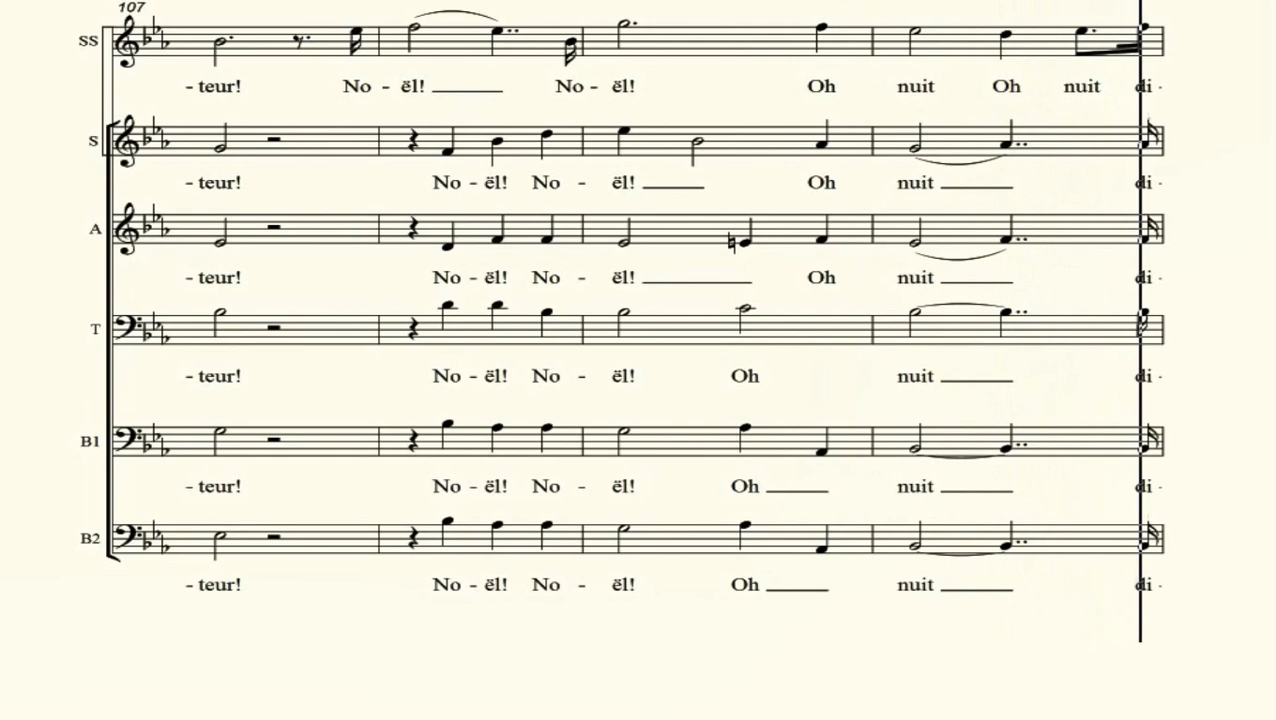 107
SS
- teur! No - ël! No - ël! Oh nuit Oh nuit di -
S
- teur! No - ël! No - ël! Oh nuit di -
A
- teur! No - ël! No - ël! Oh nuit di -
T
- teur! No - ël! No - ël! Oh nuit di -
B1
- teur! No - ël! No - ël! Oh nuit di -
B2
- teur! No - ël! No - ël! Oh nuit di -